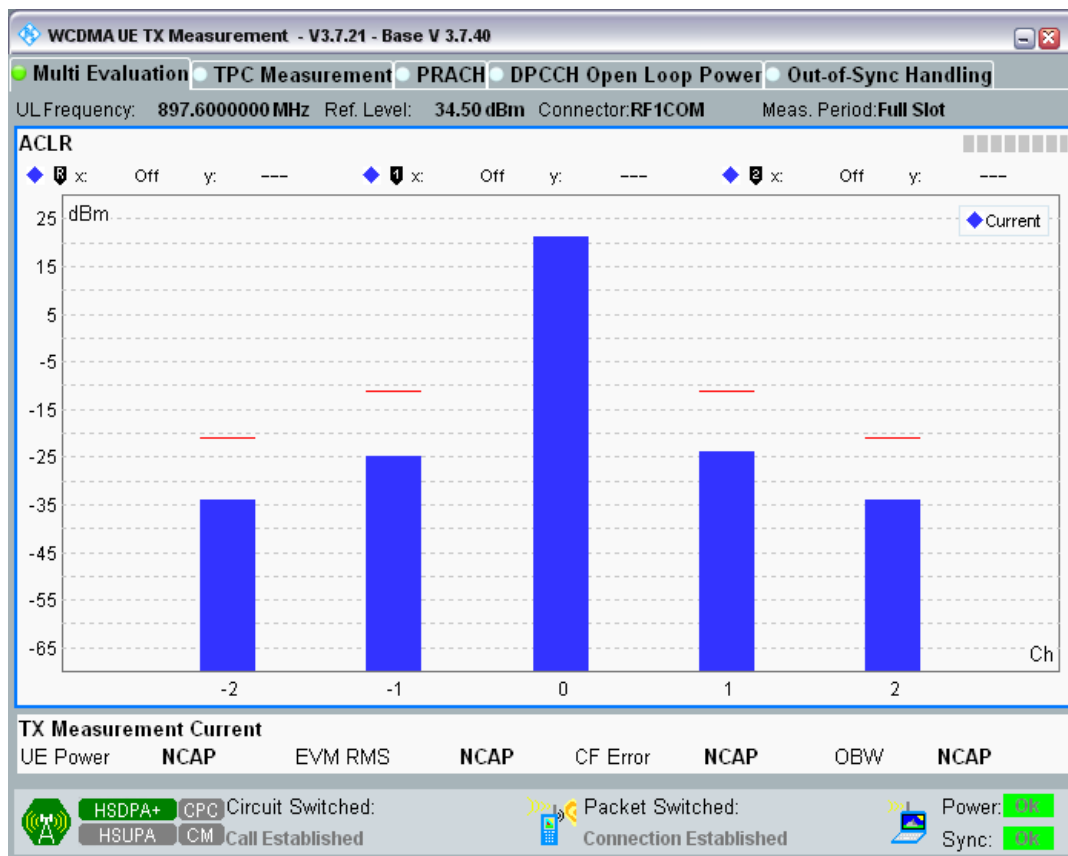 WCDMA UE TX Measurement - V3.7.21 - Base V 3.7.40
Multi Evaluation TPC Measurement PRACH DPCCH Open Loop Power Out-of-Sync Handling
UL Frequency: 897.6000000 MHz Ref. Level: 34.50 dBm Connector:RF1COM Meas. Period:Full Slot
ACLR
R x: Off y: --- 1 x: Off y: --- 2 x: Off y: ---
dBm
Current
25
15
5
-5
-15
-25
-35
-45
-55
-65
Ch
-2 -1 0 1 2
TX Measurement Current
UE Power NCAP EVM RMS NCAP CF Error NCAP OBW NCAP
HSDPA+ CPC Circuit Switched: Packet Switched: Power: OK
HSUPA CM Call Established Connection Established Sync: OK